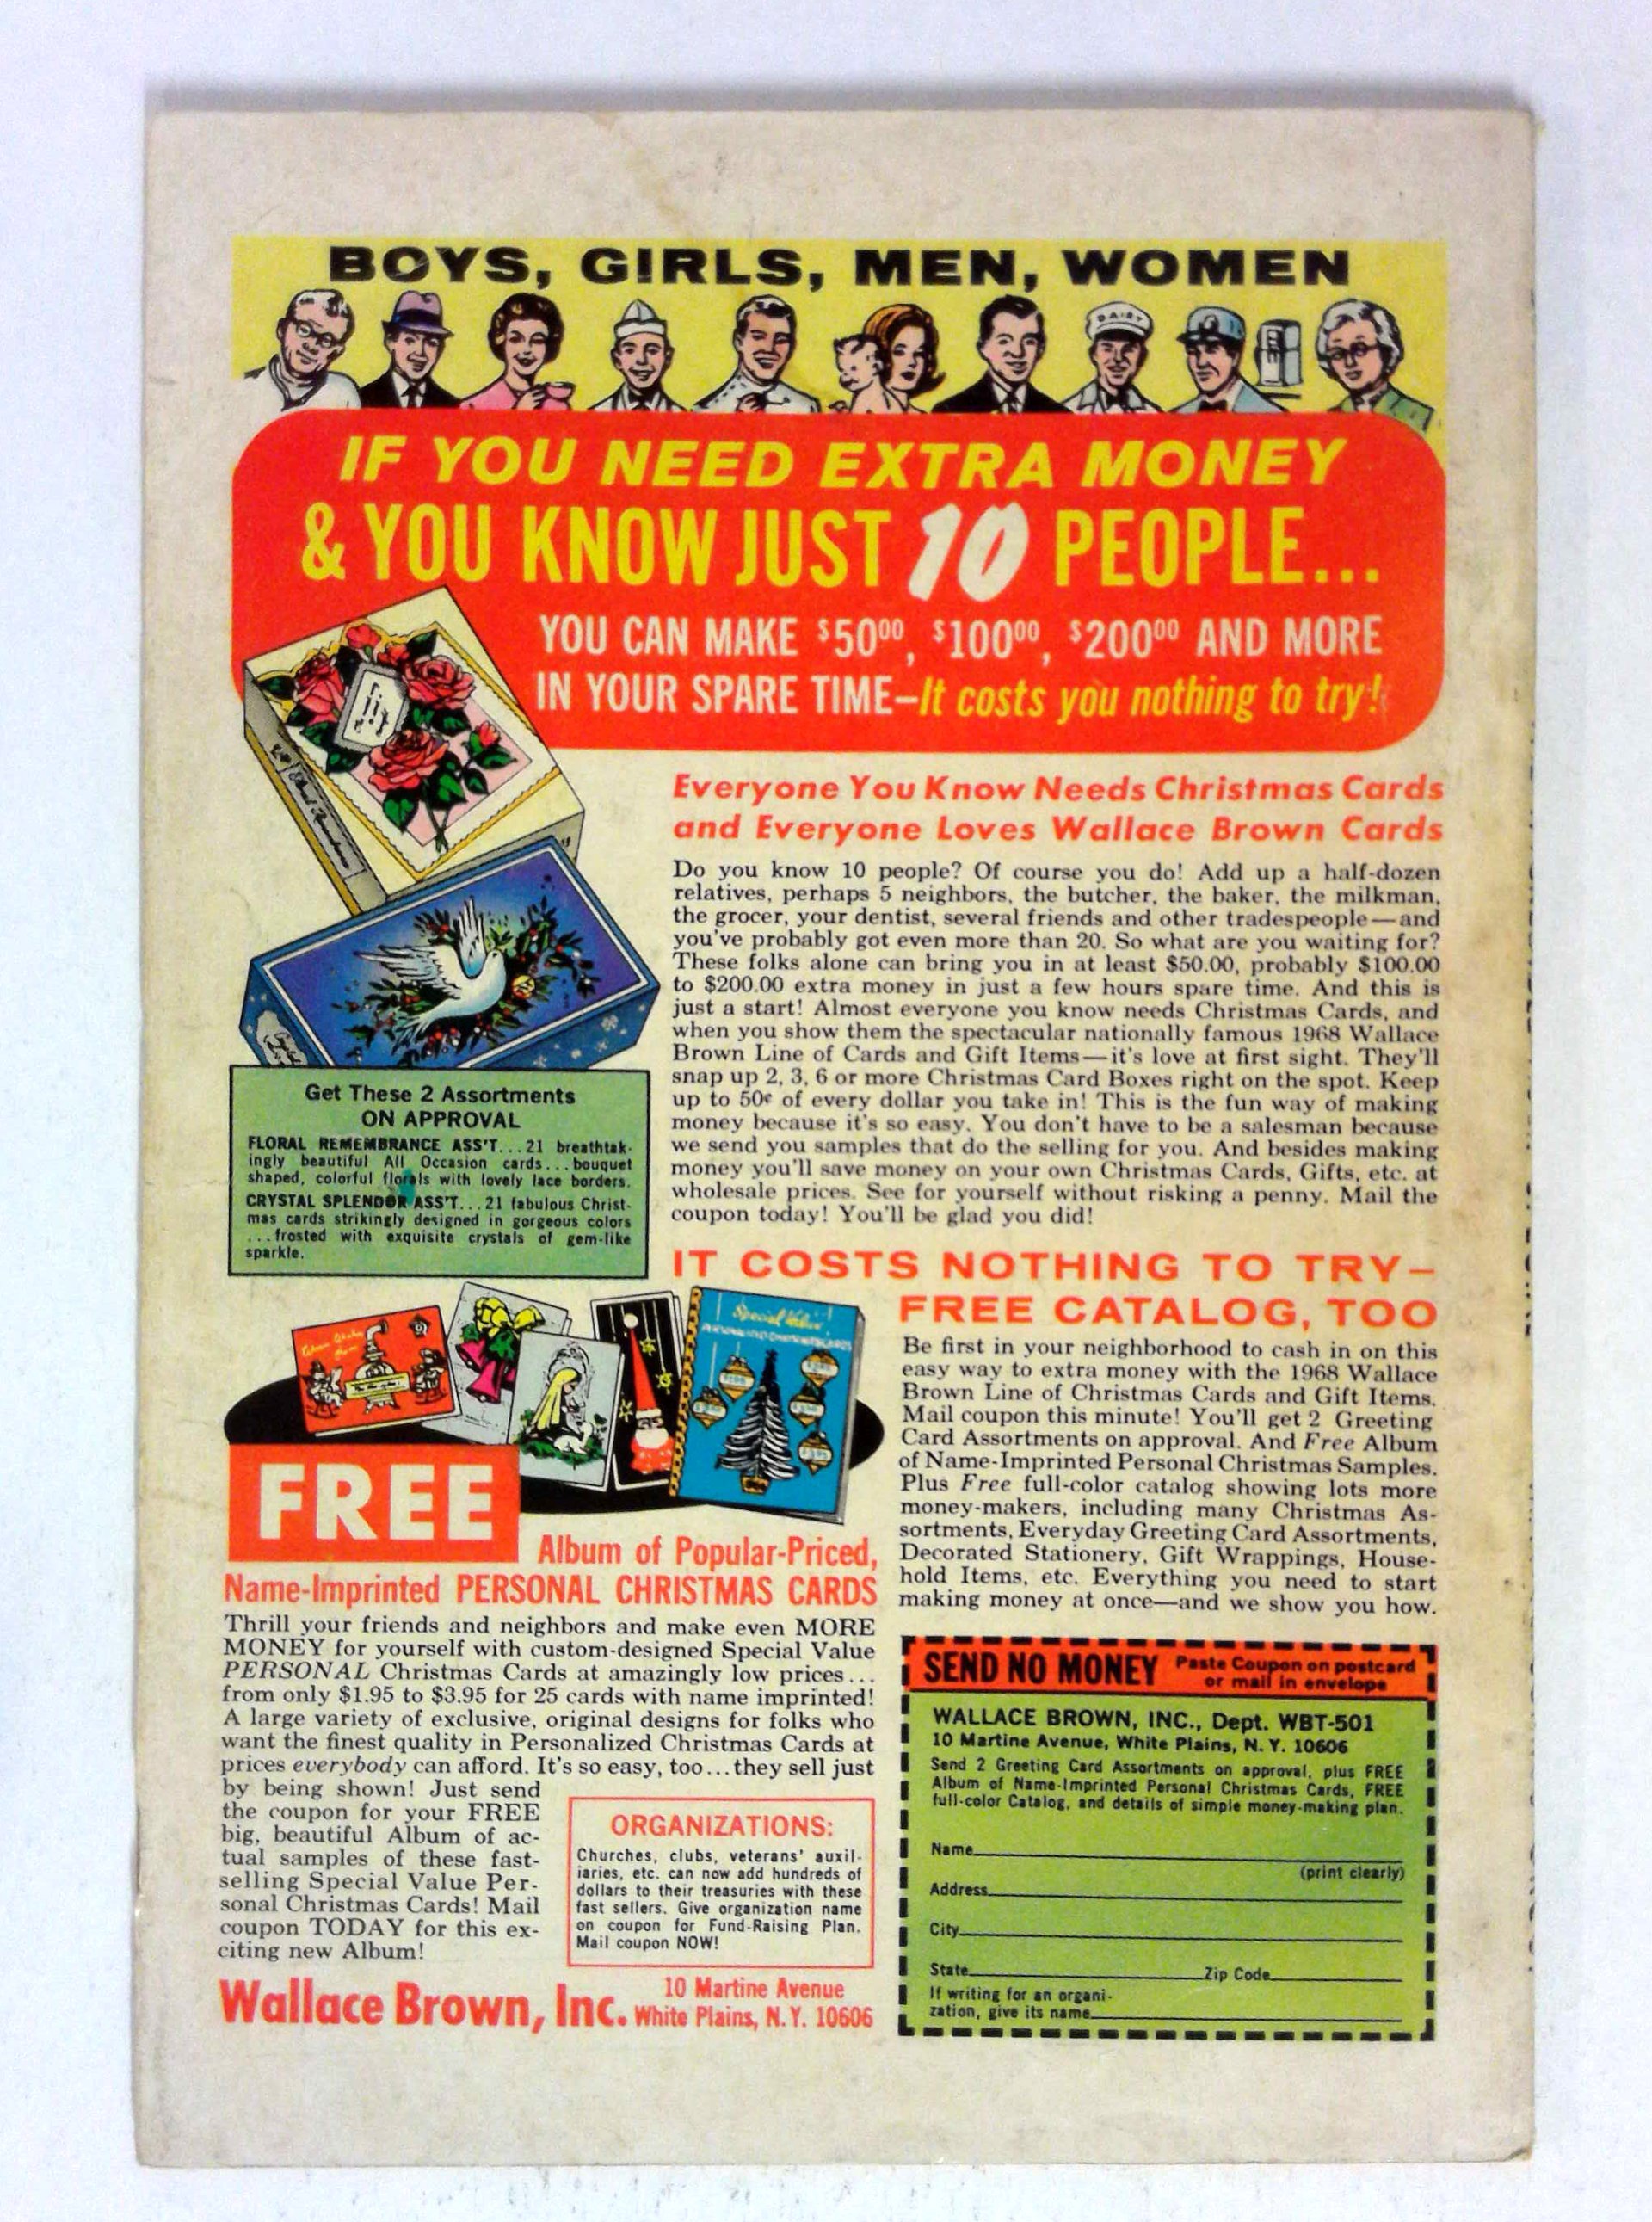 BOYS, GIRLS, MEN, WOMEN
DAIRY
IF YOU NEED EXTRA MONEY
& YOU KNOW JUST 10 PEOPLE...
YOU CAN MAKE $50⁰⁰, $100⁰⁰, $200⁰⁰ AND MORE
IN YOUR SPARE TIME—It costs you nothing to try!
Everyone You Know Needs Christmas Cards
and Everyone Loves Wallace Brown Cards
Do you know 10 people? Of course you do! Add up a half-dozen
relatives, perhaps 5 neighbors, the butcher, the baker, the milkman,
the grocer, your dentist, several friends and other tradespeople—and
you've probably got even more than 20. So what are you waiting for?
These folks alone can bring you in at least $50.00, probably $100.00
to $200.00 extra money in just a few hours spare time. And this is
just a start! Almost everyone you know needs Christmas Cards, and
when you show them the spectacular nationally famous 1968 Wallace
Brown Line of Cards and Gift Items—it's love at first sight. They'll
snap up 2, 3, 6 or more Christmas Card Boxes right on the spot. Keep
up to 50¢ of every dollar you take in! This is the fun way of making
money because it's so easy. You don't have to be a salesman because
we send you samples that do the selling for you. And besides making
money you'll save money on your own Christmas Cards, Gifts, etc. at
wholesale prices. See for yourself without risking a penny. Mail the
coupon today! You'll be glad you did!
Get These 2 Assortments
ON APPROVAL
FLORAL REMEMBRANCE ASS'T...21 breathtak-
ingly beautiful All Occasion cards...bouquet
shaped, colorful florals with lovely lace borders.
CRYSTAL SPLENDOR ASS'T...21 fabulous Christ-
mas cards strikingly designed in gorgeous colors
...frosted with exquisite crystals of gem-like
sparkle.
IT COSTS NOTHING TO TRY—
FREE CATALOG, TOO
Be first in your neighborhood to cash in on this
easy way to extra money with the 1968 Wallace
Brown Line of Christmas Cards and Gift Items.
Mail coupon this minute! You'll get 2 Greeting
Card Assortments on approval. And Free Album
of Name-Imprinted Personal Christmas Samples.
Plus Free full-color catalog showing lots more
money-makers, including many Christmas As-
sortments, Everyday Greeting Card Assortments,
Decorated Stationery, Gift Wrappings, House-
hold Items, etc. Everything you need to start
making money at once—and we show you how.
Special Value
PERSONALIZED CHRISTMAS CARDS
FREE
Album of Popular-Priced,
Name-Imprinted PERSONAL CHRISTMAS CARDS
Thrill your friends and neighbors and make even MORE
MONEY for yourself with custom-designed Special Value
PERSONAL Christmas Cards at amazingly low prices...
from only $1.95 to $3.95 for 25 cards with name imprinted!
A large variety of exclusive, original designs for folks who
want the finest quality in Personalized Christmas Cards at
prices everybody can afford. It's so easy, too...they sell just
by being shown! Just send
the coupon for your FREE
big, beautiful Album of ac-
tual samples of these fast-
selling Special Value Per-
sonal Christmas Cards! Mail
coupon TODAY for this ex-
citing new Album!
ORGANIZATIONS:
Churches, clubs, veterans' auxil-
iaries, etc. can now add hundreds of
dollars to their treasuries with these
fast sellers. Give organization name
on coupon for Fund-Raising Plan.
Mail coupon NOW!
Wallace Brown, Inc. 10 Martine Avenue
White Plains, N.Y. 10606
SEND NO MONEY Paste Coupon on postcard
or mail in envelope
WALLACE BROWN, INC., Dept. WBT-501
10 Martine Avenue, White Plains, N. Y. 10606
Send 2 Greeting Card Assortments on approval, plus FREE
Album of Name-Imprinted Personal Christmas Cards, FREE
full-color Catalog, and details of simple money-making plan.
Name
(print clearly)
Address
City
State Zip Code
If writing for an organi-
zation, give its name